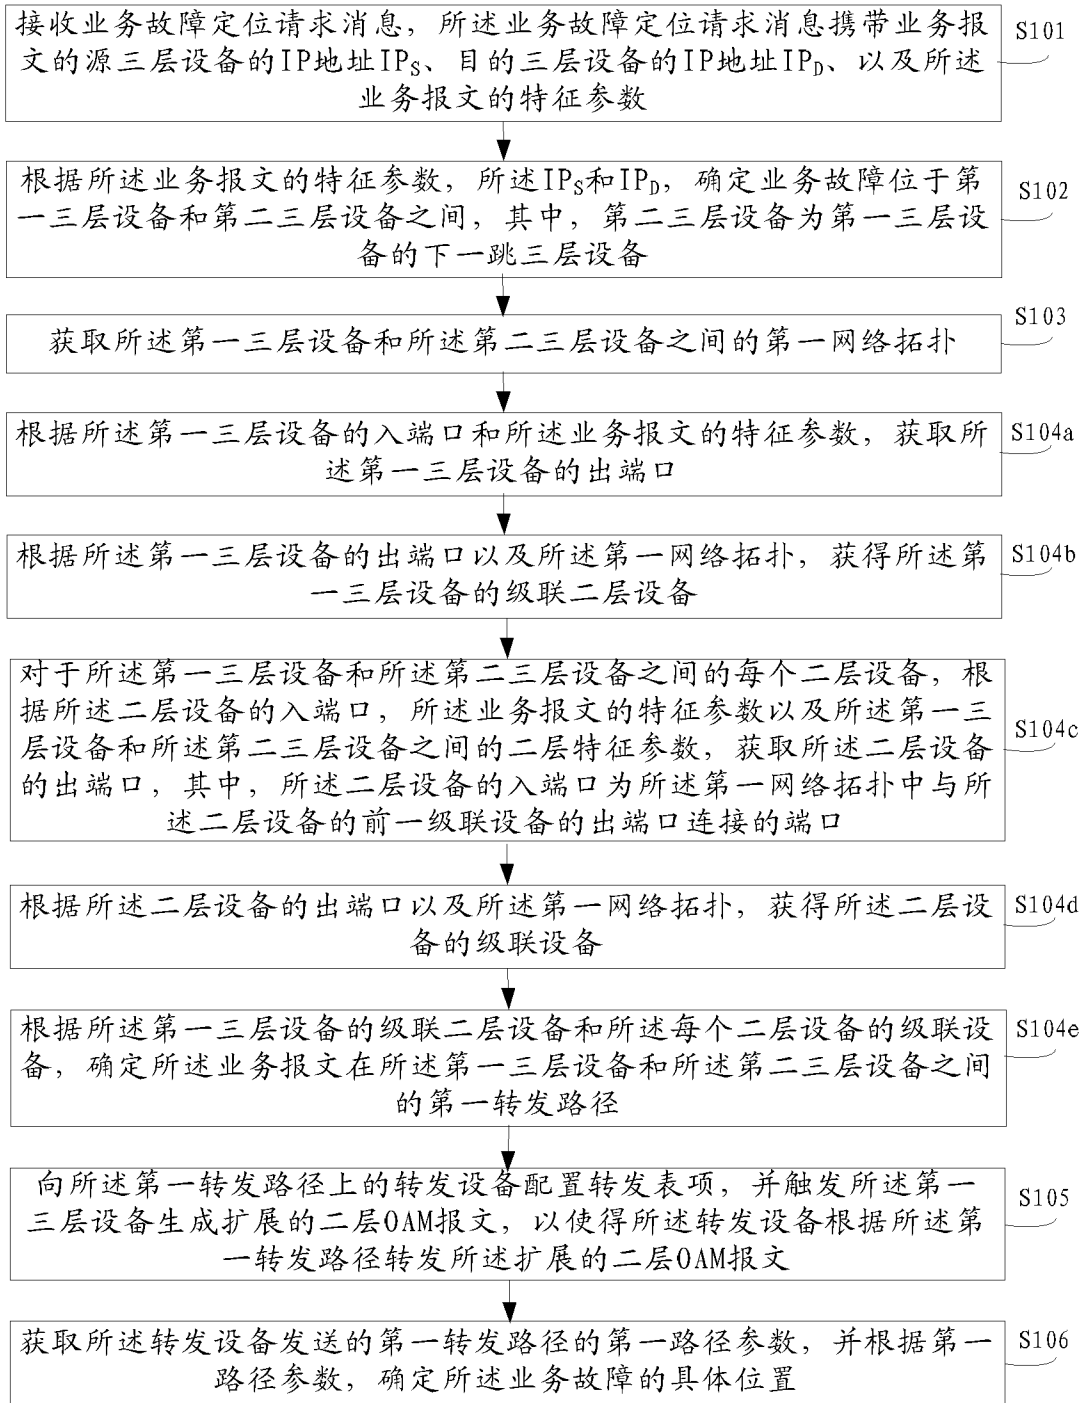 接收业务故障定位请求消息，所述业务故障定位请求消息携带业务报
文的源三层设备的IP地址IPS、目的三层设备的IP地址IPD、以及所述
业务报文的特征参数
S101
根据所述业务报文的特征参数，所述IPS和IPD，确定业务故障位于第
一三层设备和第二三层设备之间，其中，第二三层设备为第一三层设
备的下一跳三层设备
S102
获取所述第一三层设备和所述第二三层设备之间的第一网络拓扑
S103
根据所述第一三层设备的入端口和所述业务报文的特征参数，获取所
述第一三层设备的出端口
S104a
根据所述第一三层设备的出端口以及所述第一网络拓扑，获得所述第
一三层设备的级联二层设备
S104b
对于所述第一三层设备和所述第二三层设备之间的每个二层设备，根
据所述二层设备的入端口，所述业务报文的特征参数以及所述第一三
层设备和所述第二三层设备之间的二层特征参数，获取所述二层设备
的出端口，其中，所述二层设备的入端口为所述第一网络拓扑中与所
述二层设备的前一级联设备的出端口连接的端口
S104c
根据所述二层设备的出端口以及所述第一网络拓扑，获得所述二层设
备的级联设备
S104d
根据所述第一三层设备的级联二层设备和所述每个二层设备的级联设
备，确定所述业务报文在所述第一三层设备和所述第二三层设备之间
的第一转发路径
S104e
向所述第一转发路径上的转发设备配置转发表项，并触发所述第一
三层设备生成扩展的二层OAM报文，以使得所述转发设备根据所述第
一转发路径转发所述扩展的二层OAM报文
S105
获取所述转发设备发送的第一转发路径的第一路径参数，并根据第一
路径参数，确定所述业务故障的具体位置
S106